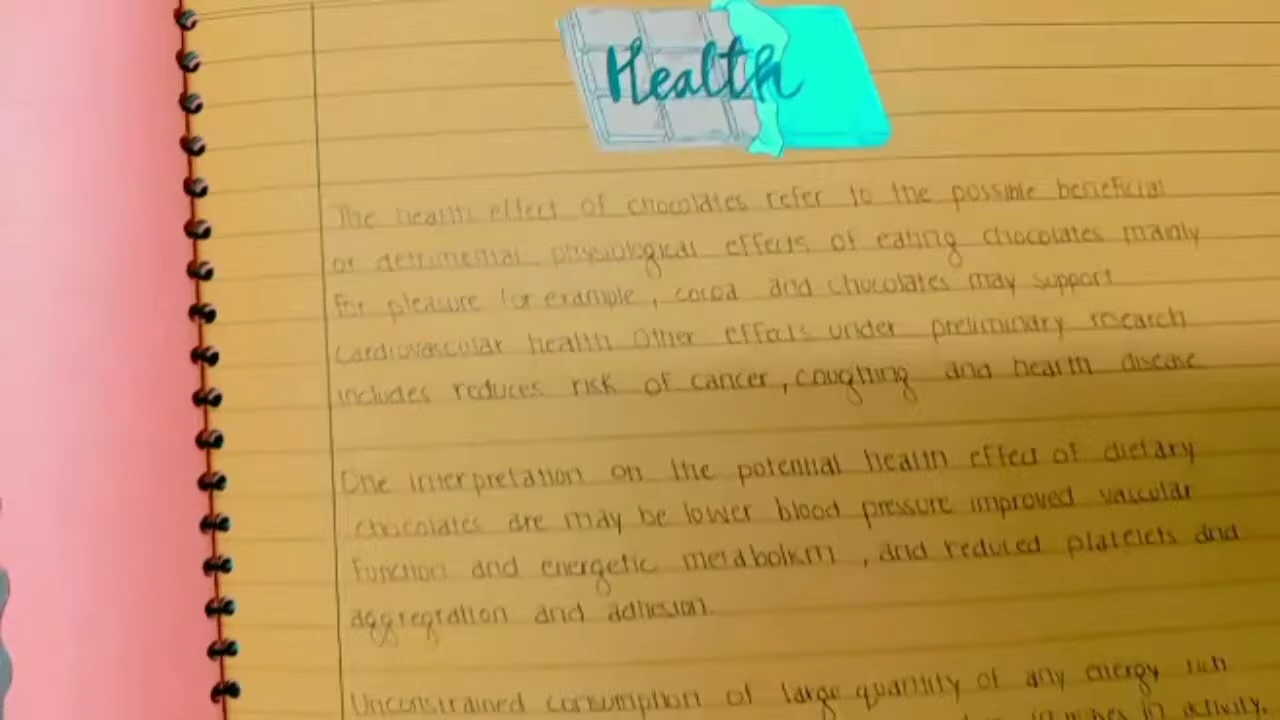 Health
The health effect of chocolates refer to the possible beneficial
or detrimental physiological effects of eating chocolates mainly
for pleasure for example, cocoa and chocolates may support
cardiovascular health Other effects under preliminary research
includes reduces risk of cancer, coughing and health disease
One interpretation on the potential health effect of dietary
chocolates are may be lower blood pressure improved vascular
function and energetic metabolism, and reduced platelets and
aggregration and adhesion.
Unconstrained consumption of large quantity of any energy rich
in activity.